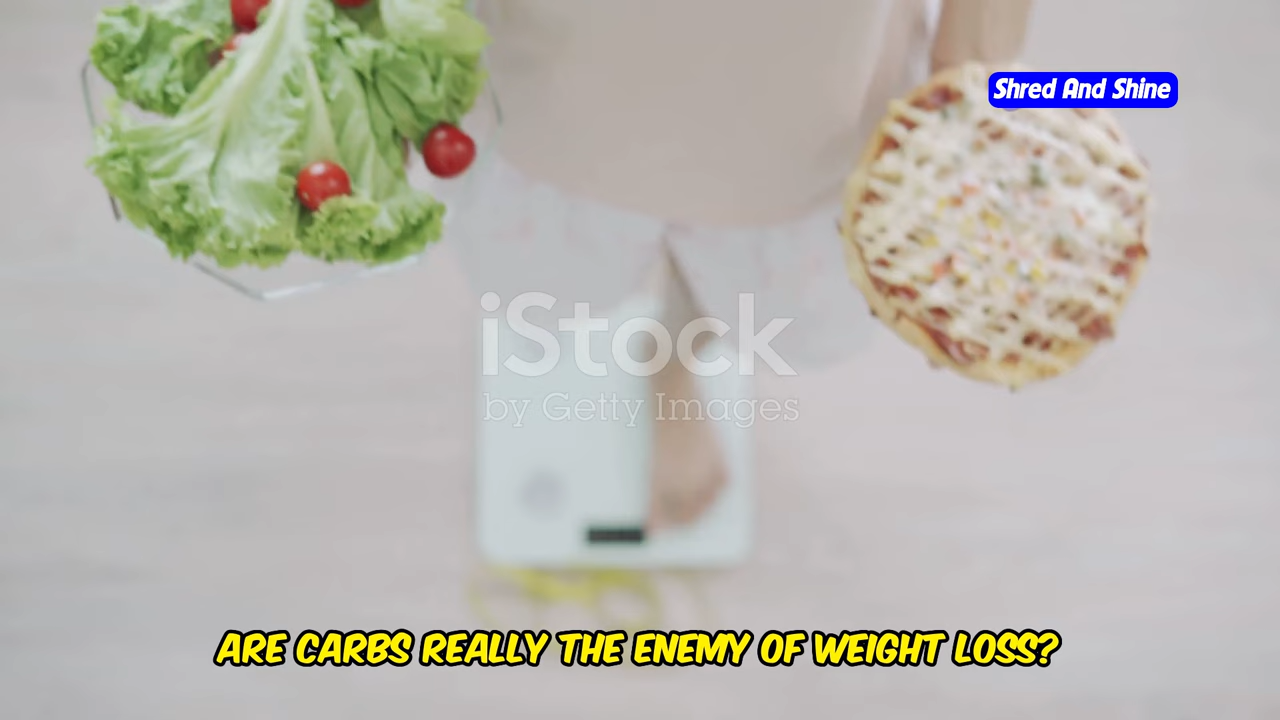 Shred And Shine
iStock
by Getty Images
ARE CARBS REALLY THE ENEMY OF WEIGHT LOSS?